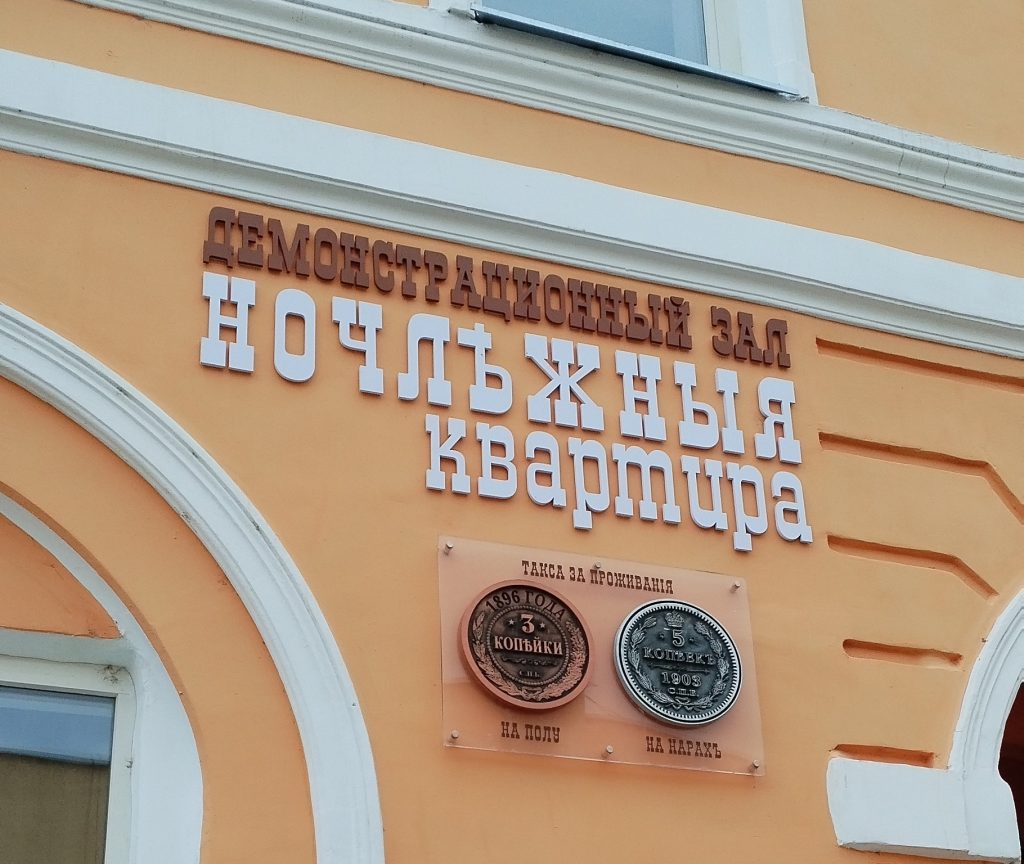 ДЕМОНСТРАЦИОННЫЙ ЗАЛ
НОЧЛѢЖНЫЯ
квартира
ТАКСА ЗА ПРОЖИВАНІЯ
1896 ГОДА
3
КОПѢЙКИ
С.П.Б.
НА ПОЛУ
5
КОПѢЕКЪ
1903
С.П.Б.
НА НАРАХЪ